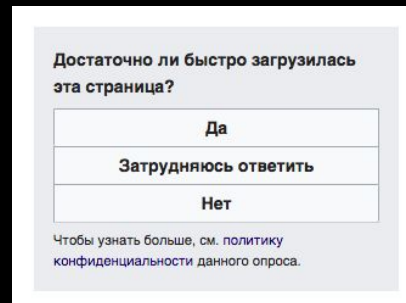 Достаточно ли быстро загрузилась
эта страница?
Да
Затрудняюсь ответить
Нет
Чтобы узнать больше, см. политику
конфиденциальности данного опроса.